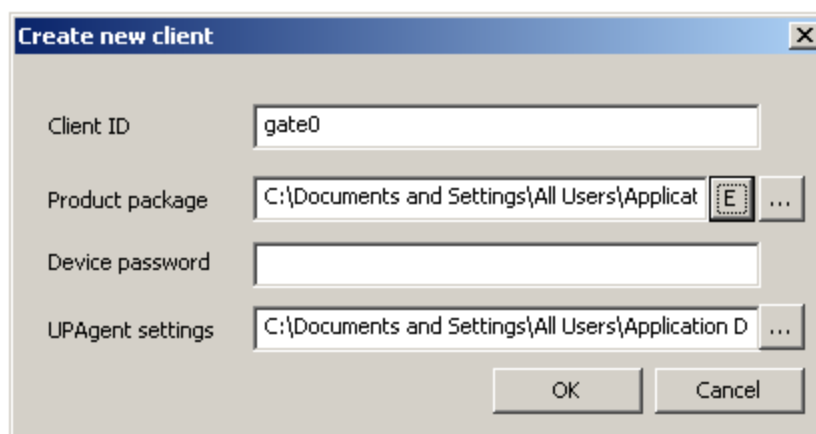 Create new client
Client ID gate0
Product package C:\Documents and Settings\All Users\Applicat E ...
Device password
UPAgent settings C:\Documents and Settings\All Users\Application D ...
OK Cancel